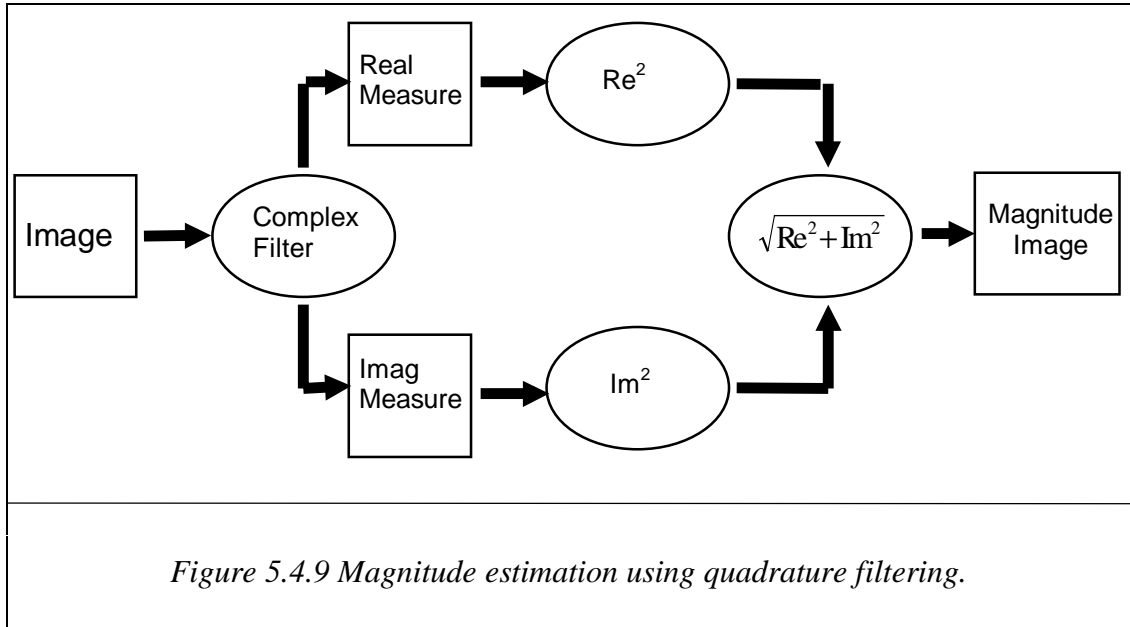 Image
Complex
Filter
Real
Measure
Re²
Imag
Measure
Im²
√Re²+Im²
Magnitude
Image
Figure 5.4.9 Magnitude estimation using quadrature filtering.